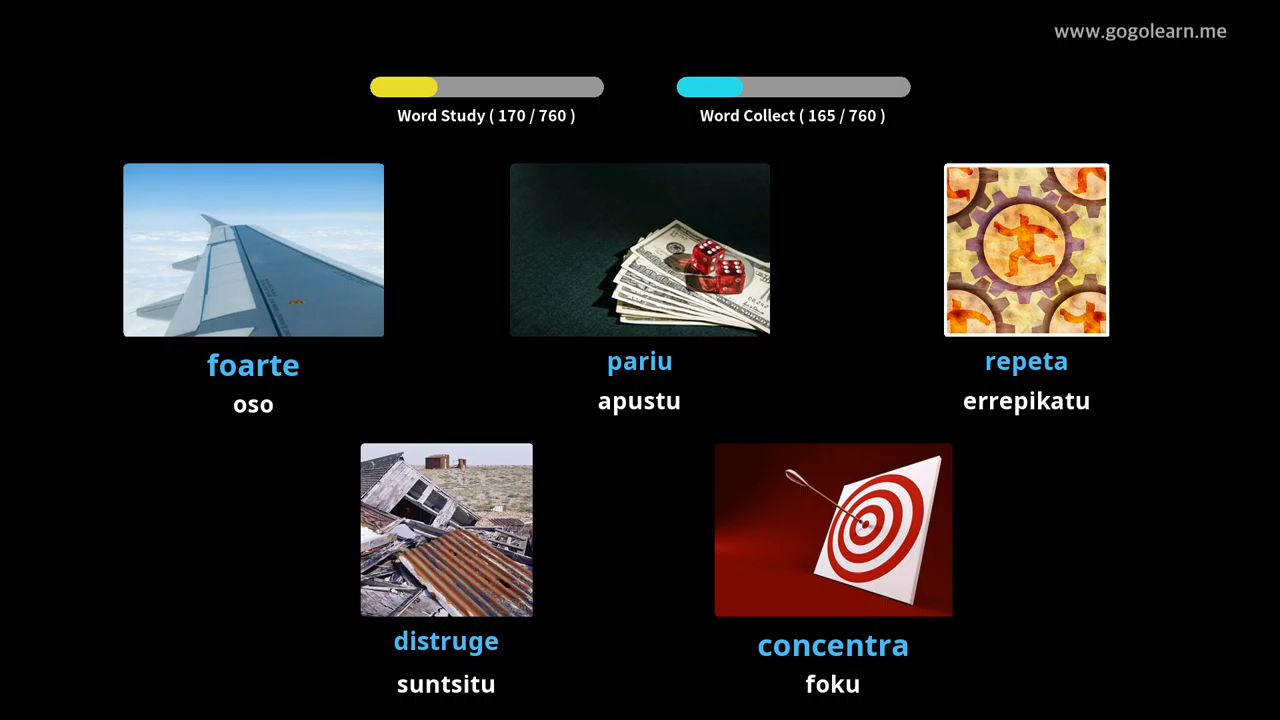 www.gogolearn.me
Word Study ( 170 / 760 )
Word Collect ( 165 / 760 )
foarte
oso
pariu
apustu
repeta
errepikatu
distruge
suntsitu
concentra
foku